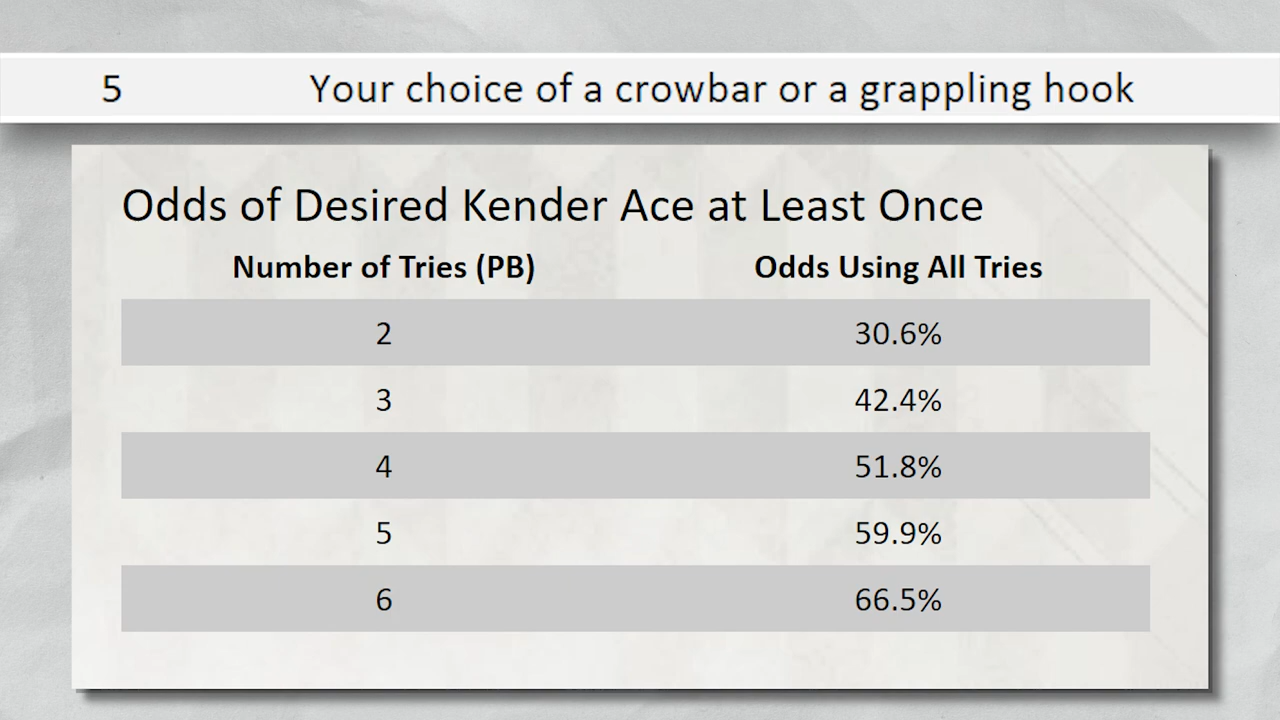 5 Your choice of a crowbar or a grappling hook
Odds of Desired Kender Ace at Least Once
Number of Tries (PB) Odds Using All Tries
2 30.6%
3 42.4%
4 51.8%
5 59.9%
6 66.5%